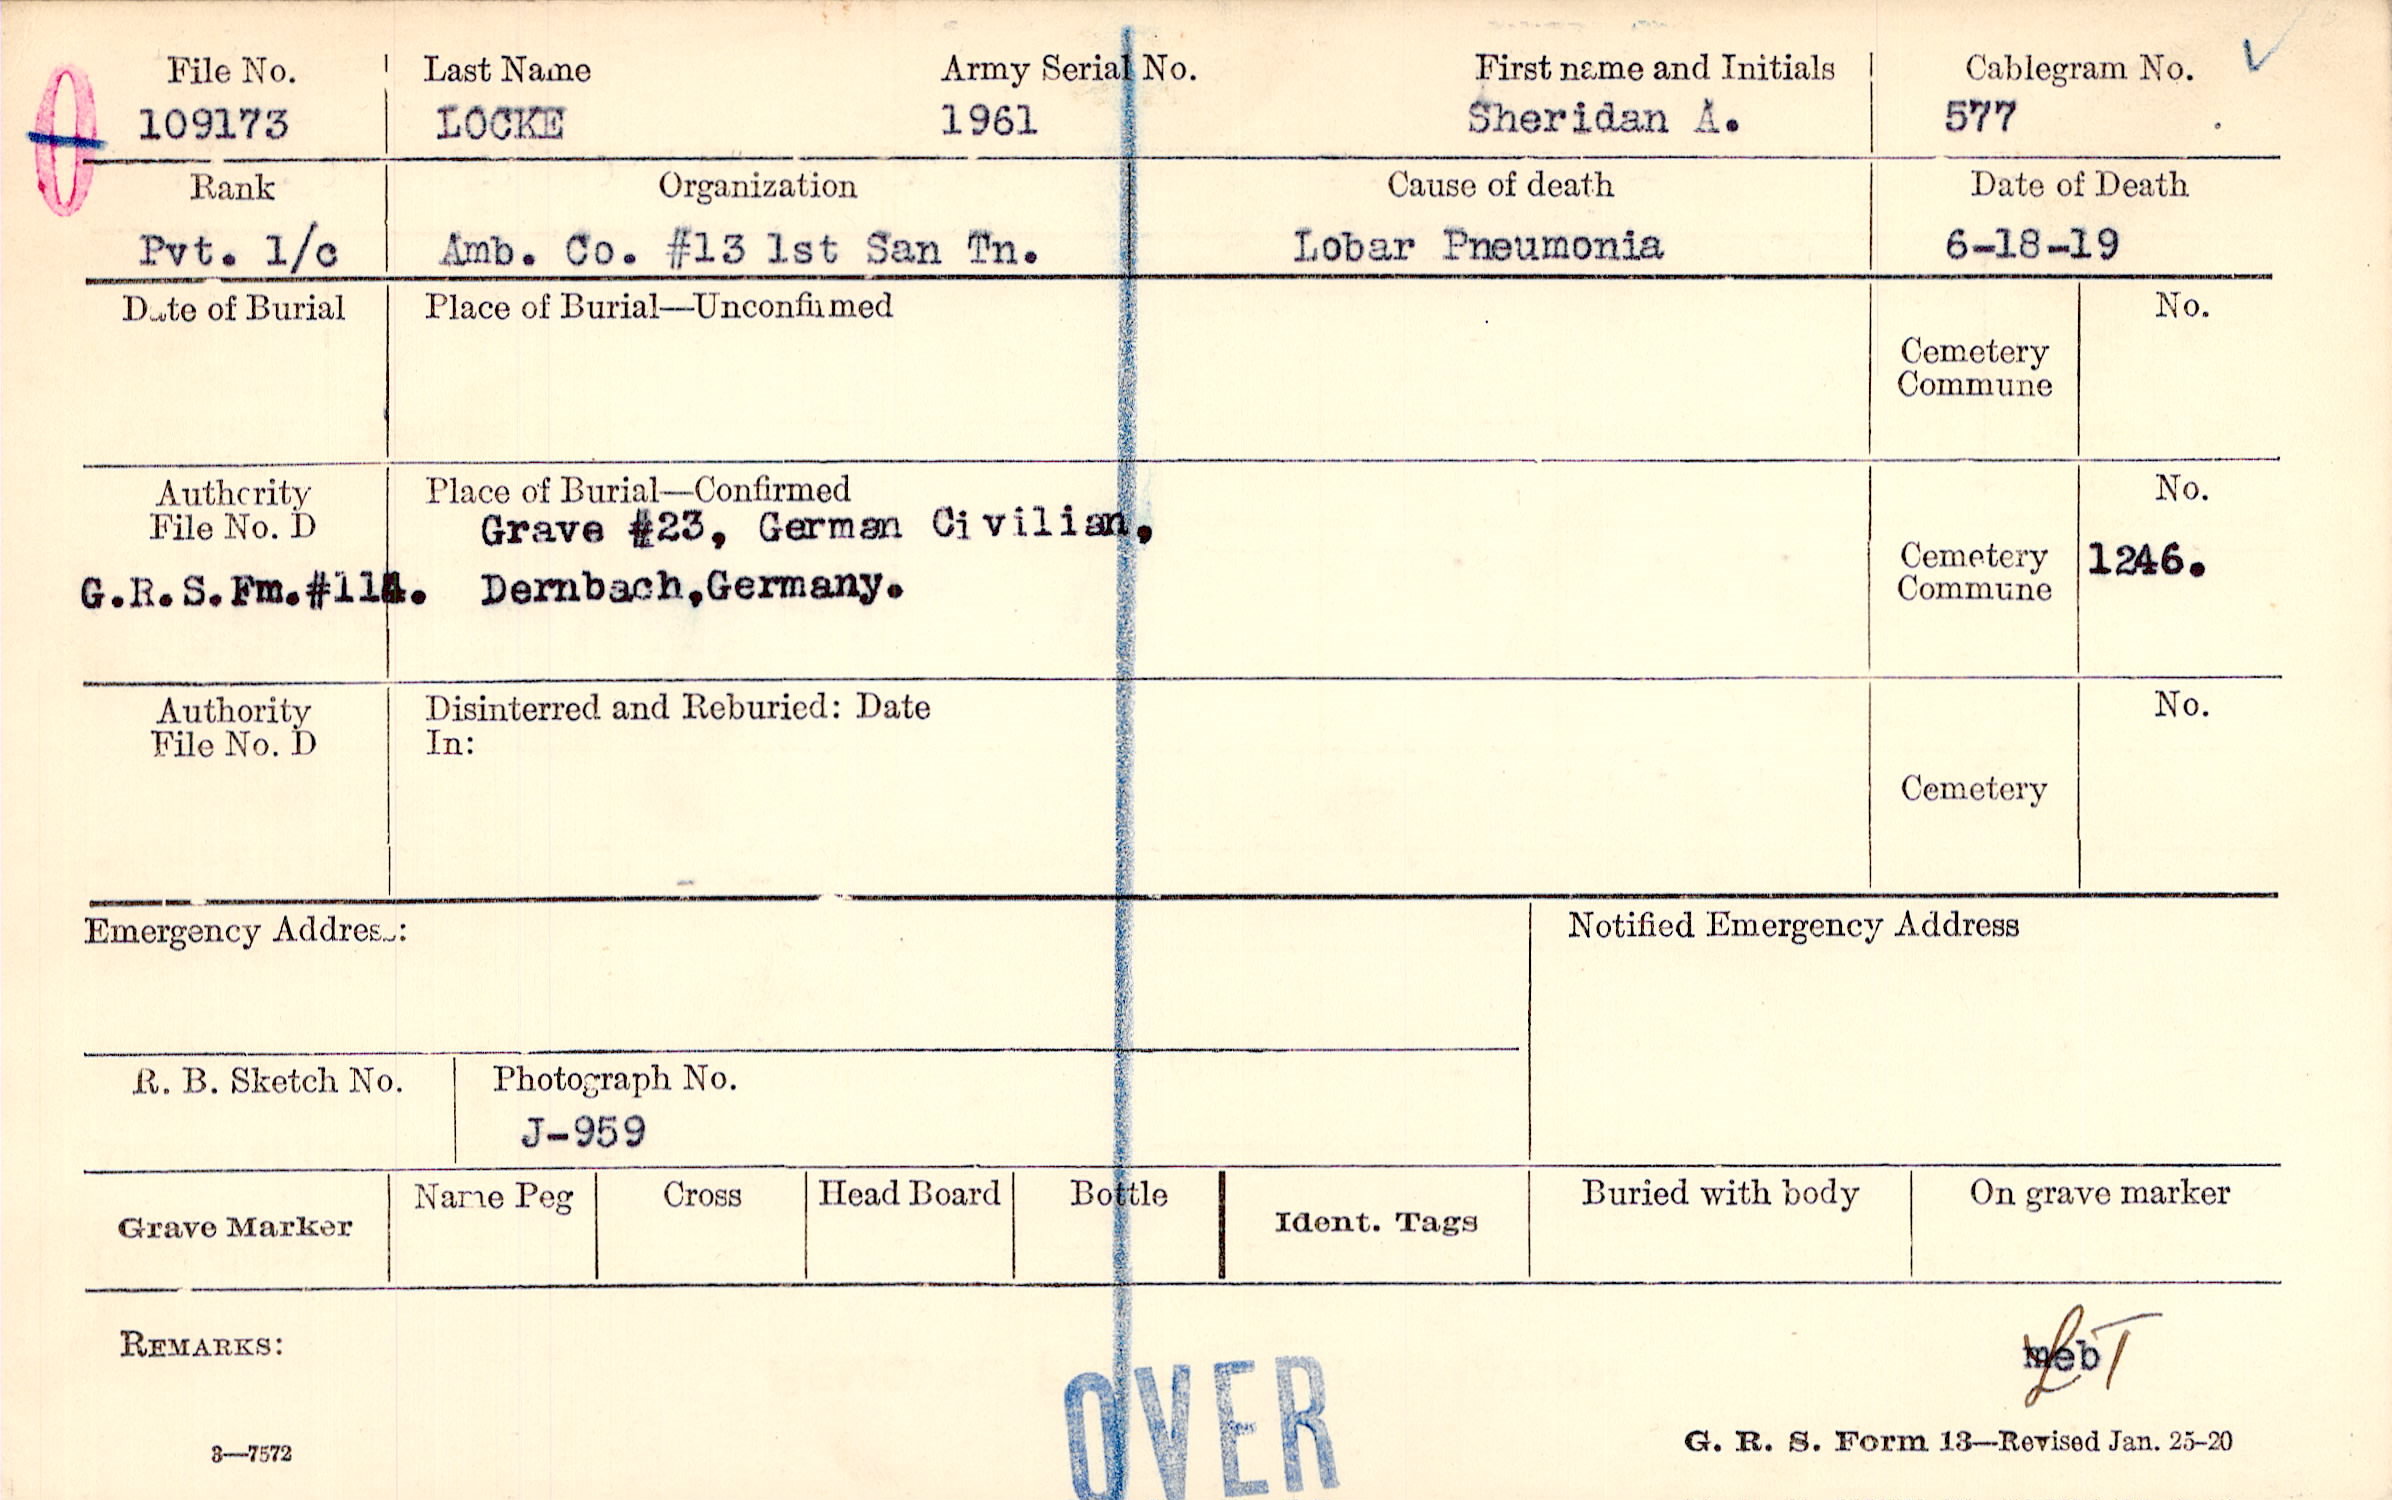 File No. Last Name Army Serial No. First name and Initials Cablegram No.
109173 LOCKE 1961 Sheridan A. 577
Rank Organization Cause of death Date of Death
Pvt. 1/c Amb. Co. #13 1st San Tn. Lobar Pneumonia 6-18-19
Date of Burial Place of Burial—Unconfirmed No.
Cemetery
Commune
Authority Place of Burial—Confirmed No.
File No. D Grave #23, German Civilian,
Cemetery 1246.
G.R.S.Fm.#114. Dernbach,Germany. Commune
Authority Disinterred and Reburied: Date No.
File No. D In:
Cemetery
Emergency Address: Notified Emergency Address
R. B. Sketch No. Photograph No.
J-959
Grave Marker Name Peg Cross Head Board Bottle Ident. Tags Buried with body On grave marker
REMARKS:
meb
OVER
3—7572 G. R. S. Form 13—Revised Jan. 25-20